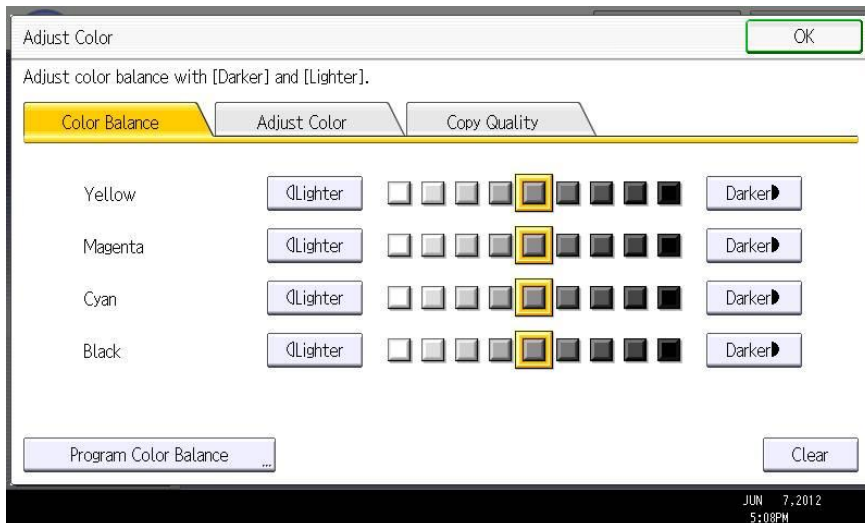 Adjust Color
OK
Adjust color balance with [Darker] and [Lighter].
Color Balance Adjust Color Copy Quality
Yellow Lighter Darker
Magenta Lighter Darker
Cyan Lighter Darker
Black Lighter Darker
Program Color Balance ...
Clear
JUN 7,2012
5:08PM